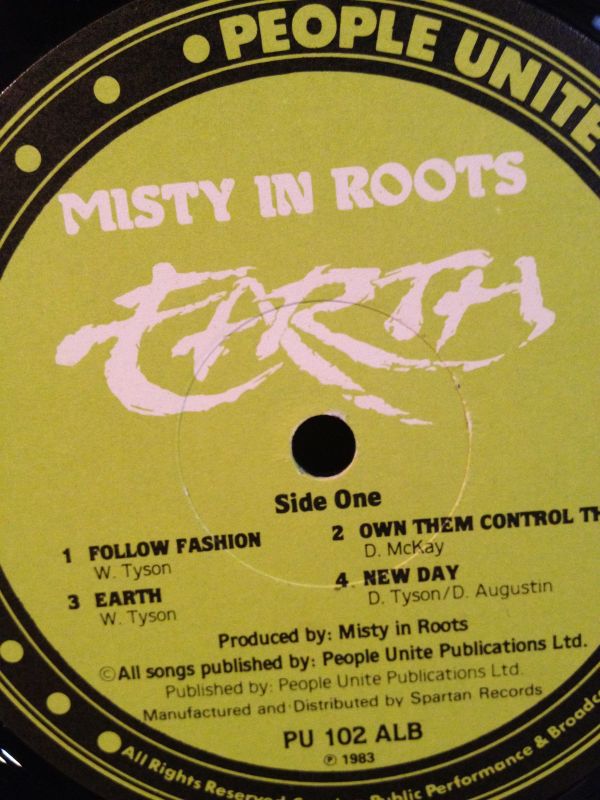 PEOPLE UNITE
MISTY IN ROOTS
EARTH
Side One
1 FOLLOW FASHION
W. Tyson
2 OWN THEM CONTROL TH
D. McKay
3 EARTH
W. Tyson
4 NEW DAY
D. Tyson/D. Augustin
Produced by: Misty in Roots
©All songs published by: People Unite Publications Ltd.
Published by: People Unite Publications Ltd.
Manufactured and Distributed by Spartan Records
PU 102 ALB
℗ 1983
All Rights Reserved Public Performance & Broadc